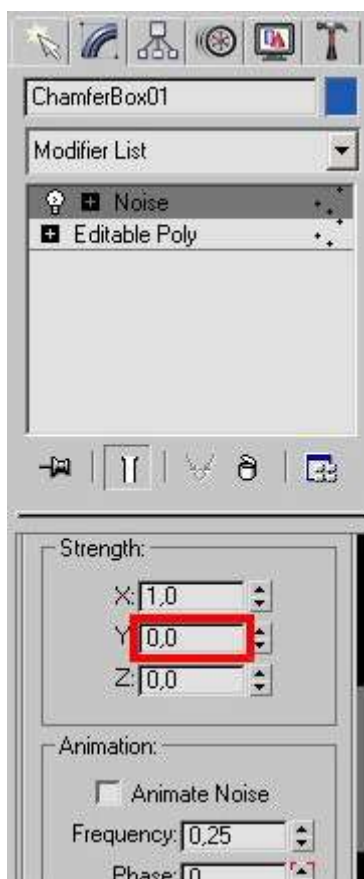 ChamferBox01
Modifier List
Noise
Editable Poly
Strength:
X: 1,0
Y: 0,0
Z: 0,0
Animation:
Animate Noise
Frequency: 0,25
Phase: 0